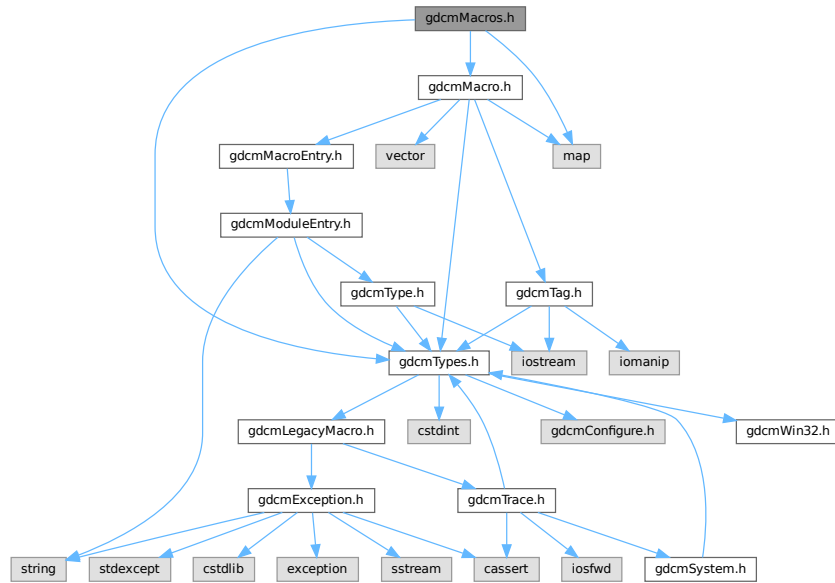 gdcmMacros.h
gdcmMacro.h
gdcmMacroEntry.h
vector
map
gdcmModuleEntry.h
gdcmType.h
gdcmTag.h
gdcmTypes.h
iostream
iomanip
gdcmLegacyMacro.h
cstdint
gdcmConfigure.h
gdcmWin32.h
gdcmException.h
gdcmTrace.h
string
stdexcept
cstdlib
exception
sstream
cassert
iosfwd
gdcmSystem.h